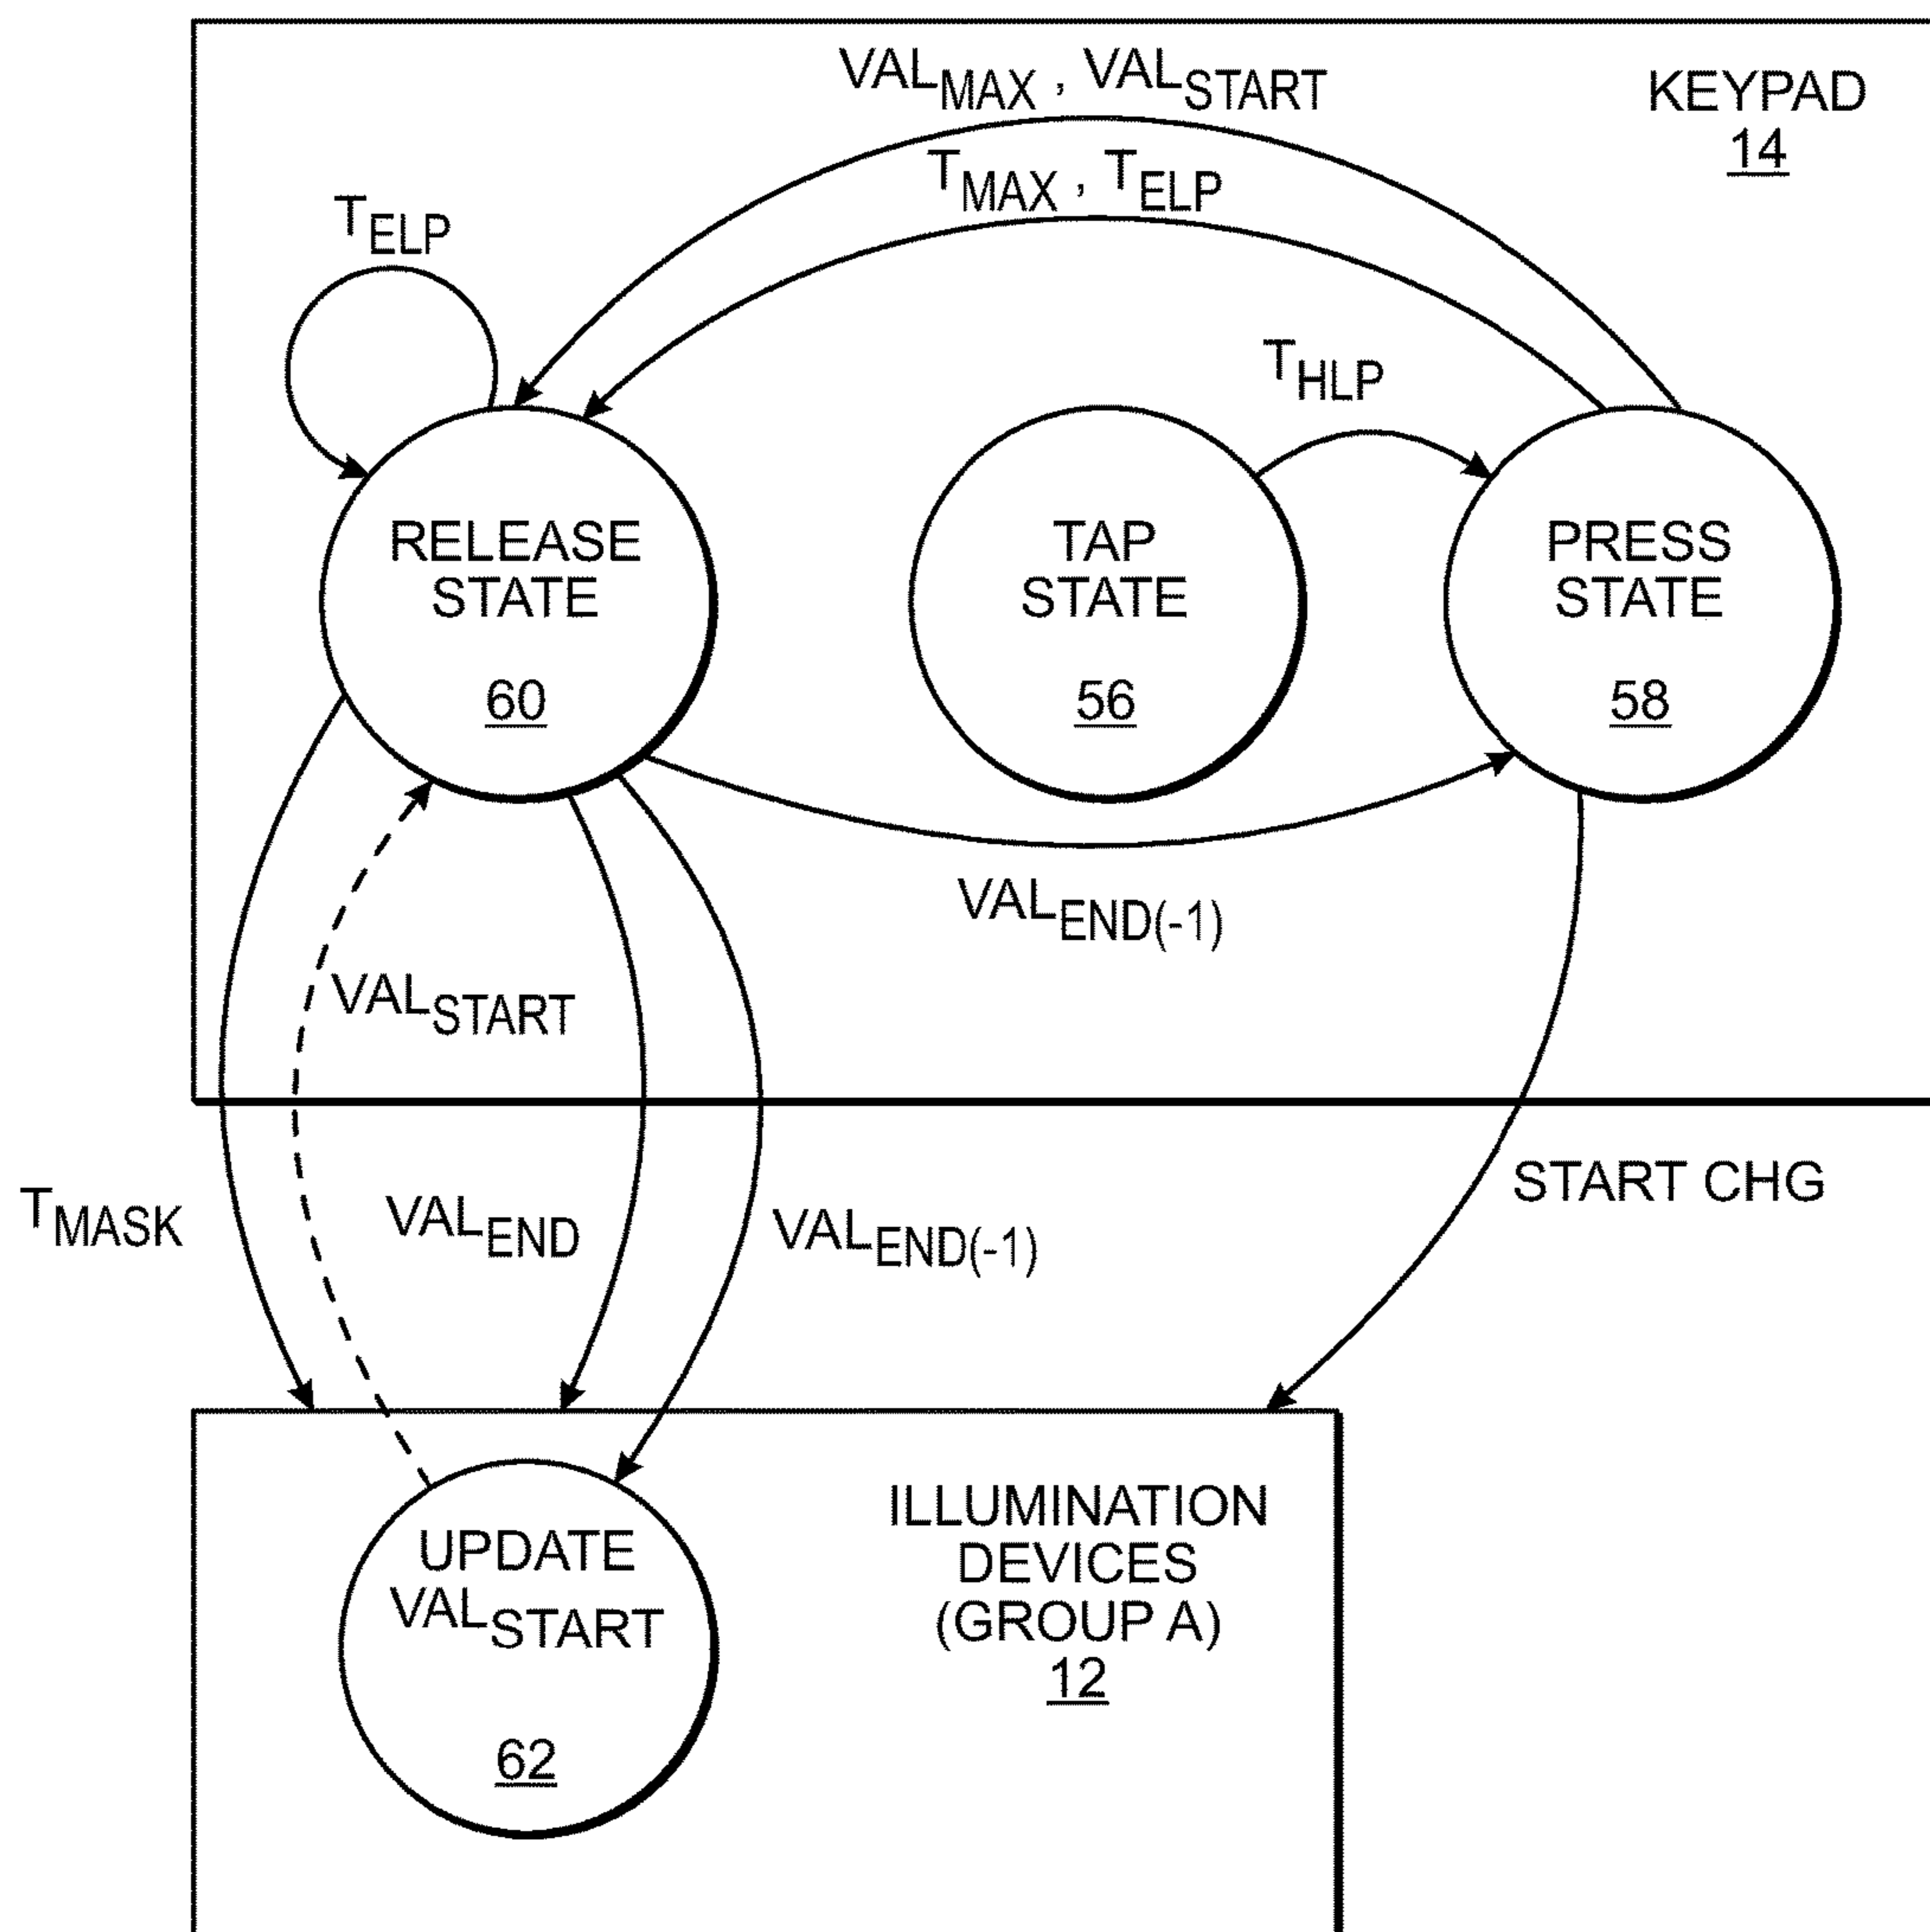 VALMAX , VALSTART
KEYPAD
14
TMAX , TELP
TELP
THLP
RELEASE
STATE
60
TAP
STATE
56
PRESS
STATE
58
VALEND(-1)
VALSTART
TMASK
VALEND
VALEND(-1)
START CHG
UPDATE
VALSTART
62
ILLUMINATION
DEVICES
(GROUP A)
12